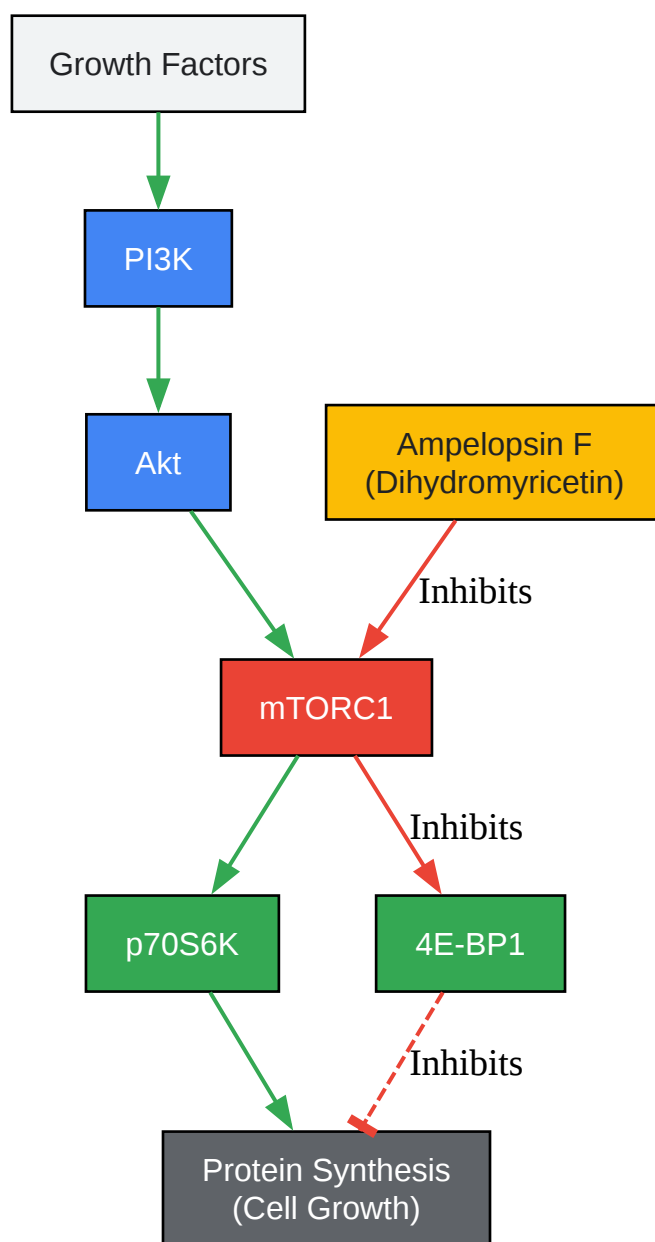 Growth Factors
PI3K
Akt
Ampelopsin F
(Dihydromyricetin)
Inhibits
mTORC1
Inhibits
p70S6K
4E-BP1
Inhibits
Protein Synthesis
(Cell Growth)